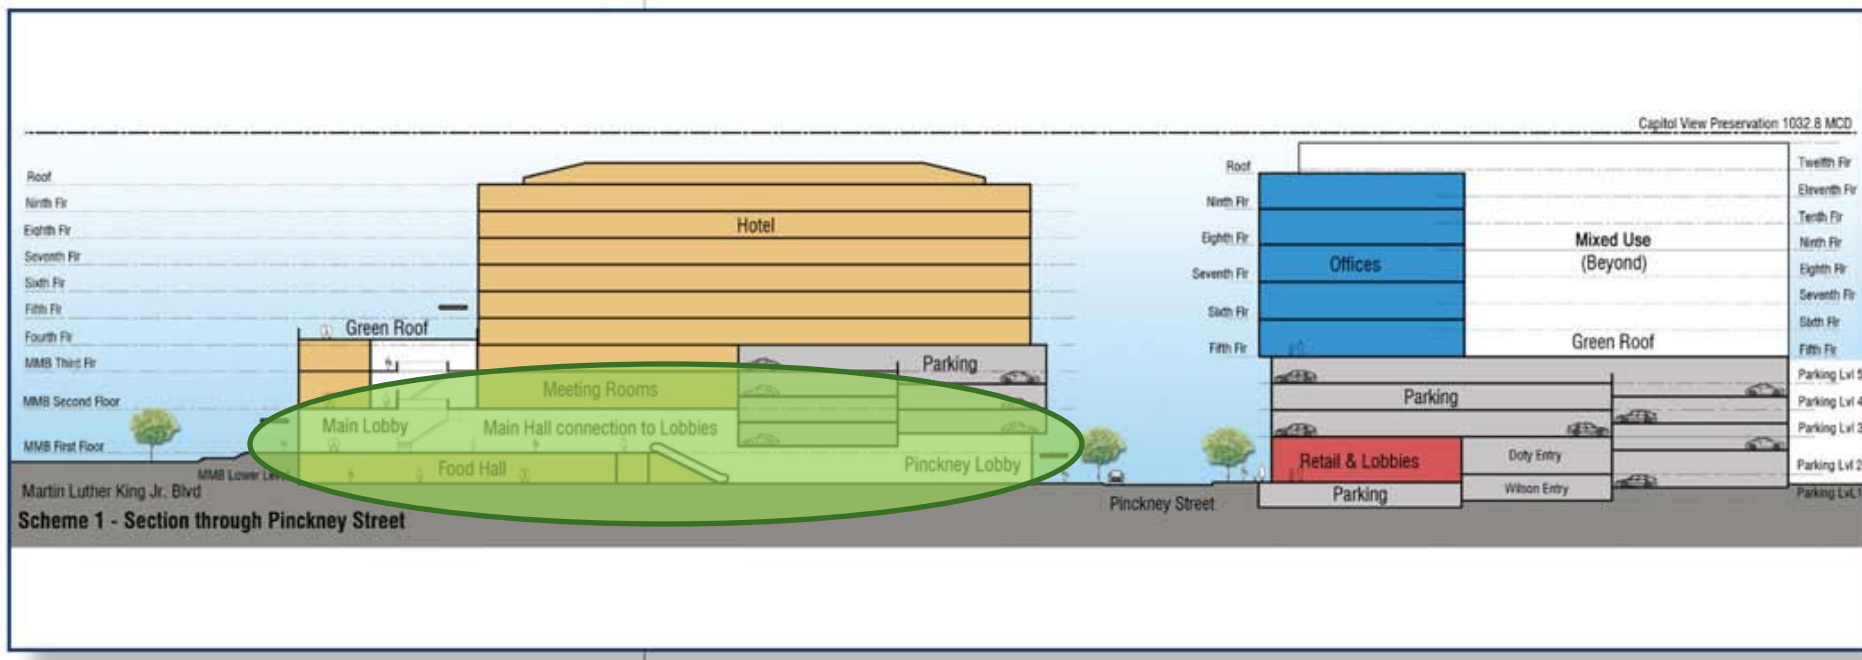 Capitol View Preservation 1032.8 MCD
Roof
Ninth Flr
Eighth Flr
Seventh Flr
Sixth Flr
Fifth Flr
Fourth Flr
MMB Third Flr
MMB Second Floor
MMB First Floor
MMB Lower Level
Martin Luther King Jr. Blvd
Hotel
Green Roof
Parking
Meeting Rooms
Main Lobby
Main Hall connection to Lobbies
Food Hall
Pinckney Lobby
Pinckney Street
Roof
Ninth Flr
Eighth Flr
Seventh Flr
Sixth Flr
Fifth Flr
Offices
Mixed Use
(Beyond)
Green Roof
Parking
Retail & Lobbies
Doty Entry
Wilson Entry
Parking
Twelfth Flr
Eleventh Flr
Tenth Flr
Ninth Flr
Eighth Flr
Seventh Flr
Sixth Flr
Fifth Flr
Parking Lvl 5
Parking Lvl 4
Parking Lvl 3
Parking Lvl 2
Parking Lvl 1
Scheme 1 - Section through Pinckney Street